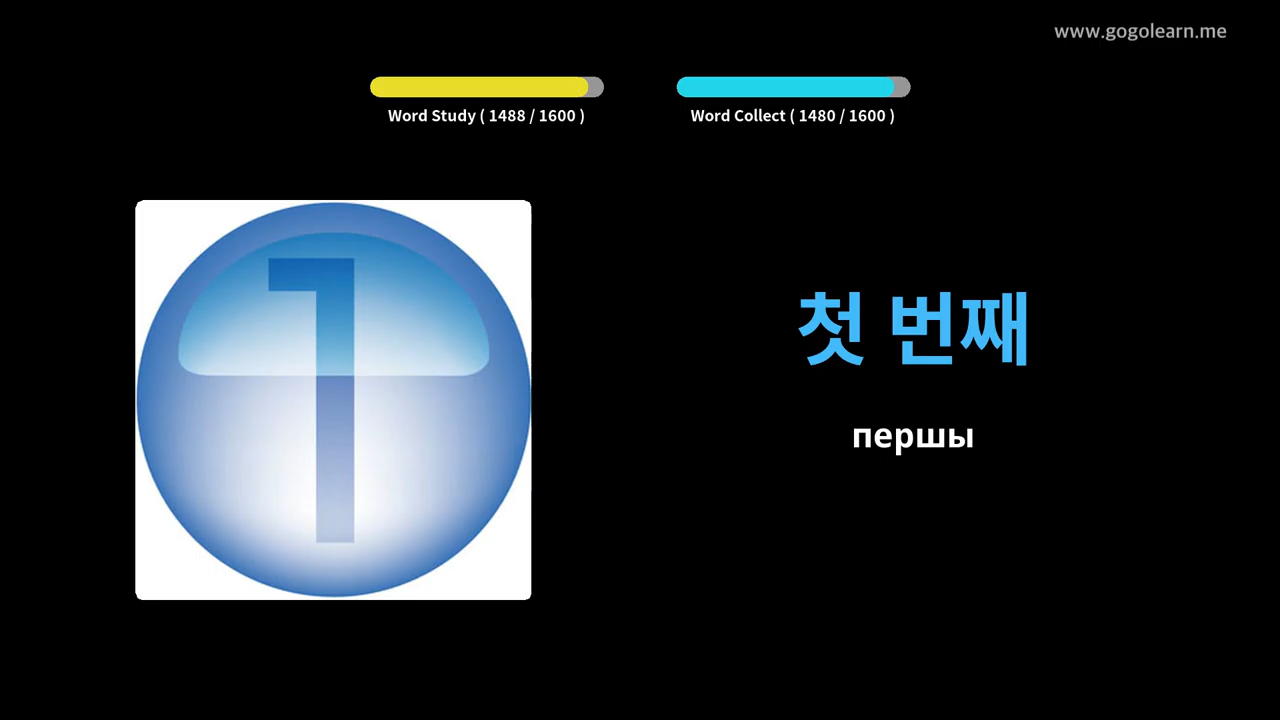 www.gogolearn.me
Word Study ( 1488 / 1600 )
Word Collect ( 1480 / 1600 )
1
첫 번째
першы